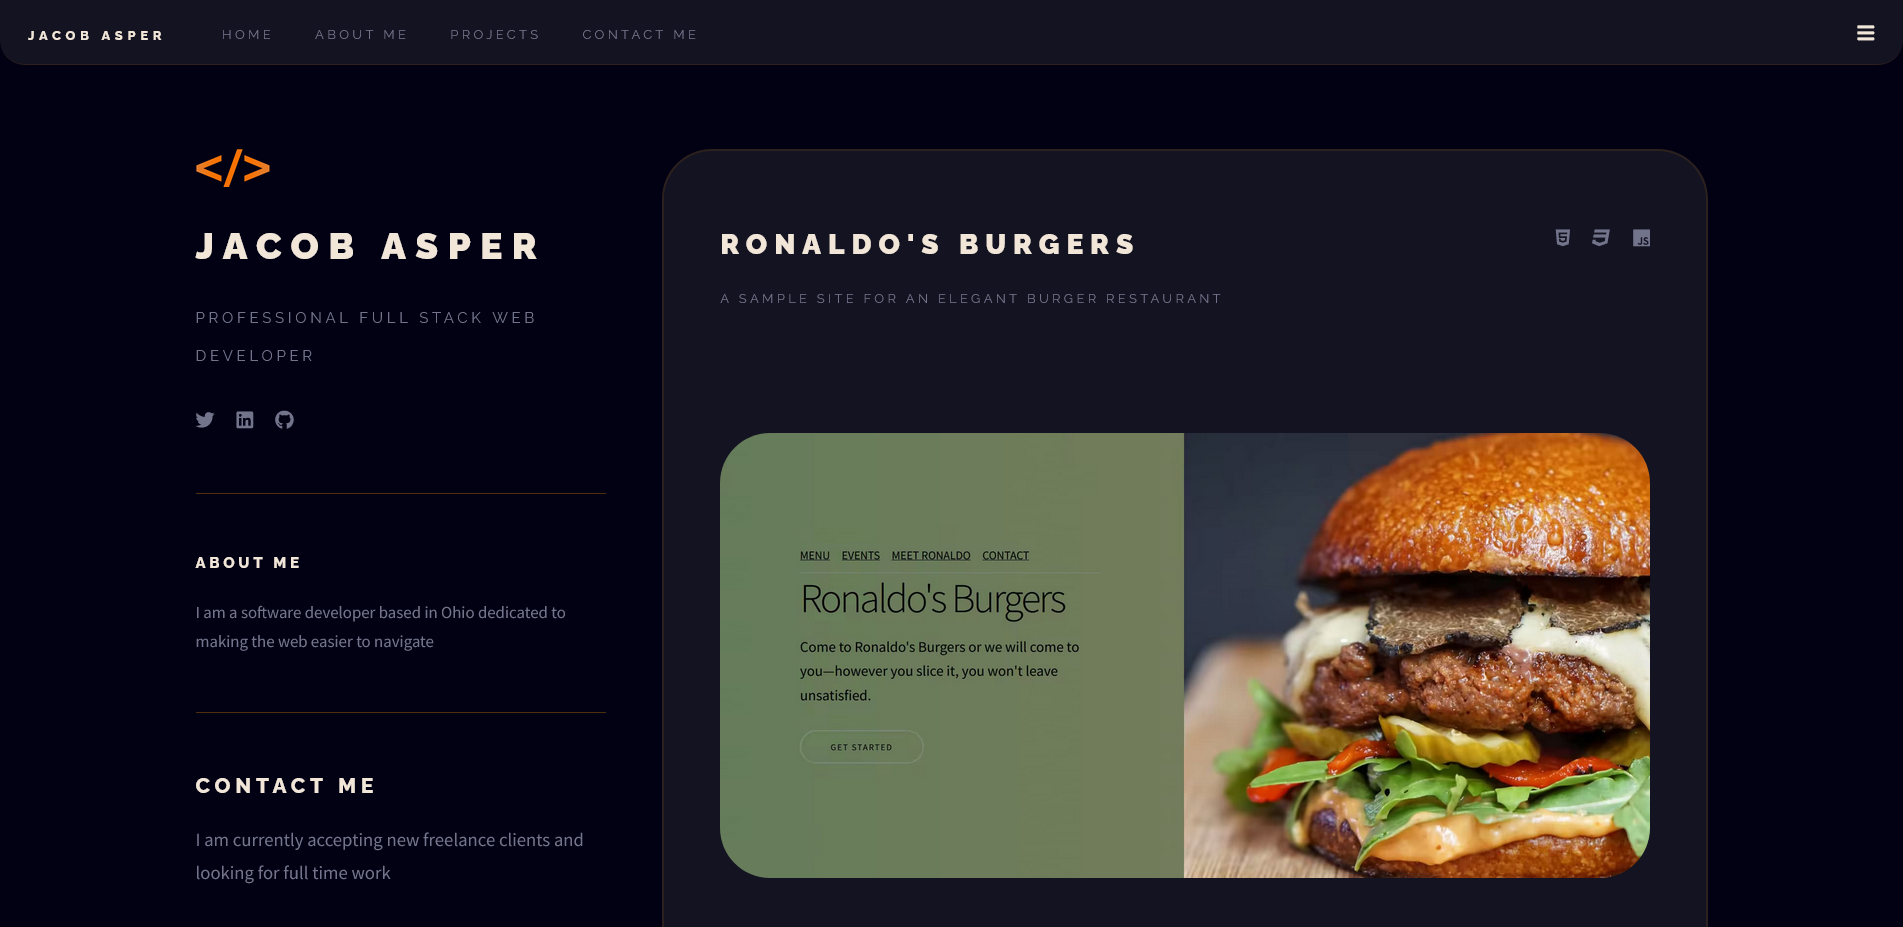 JACOB ASPER
HOME ABOUT ME PROJECTS CONTACT ME
</>
JACOB ASPER
PROFESSIONAL FULL STACK WEB
DEVELOPER
ABOUT ME
I am a software developer based in Ohio dedicated to
making the web easier to navigate
CONTACT ME
I am currently accepting new freelance clients and
looking for full time work
RONALDO'S BURGERS
JS
A SAMPLE SITE FOR AN ELEGANT BURGER RESTAURANT
MENU EVENTS MEET RONALDO CONTACT
Ronaldo's Burgers
Come to Ronaldo's Burgers or we will come to
you—however you slice it, you won't leave
unsatisfied.
GET STARTED